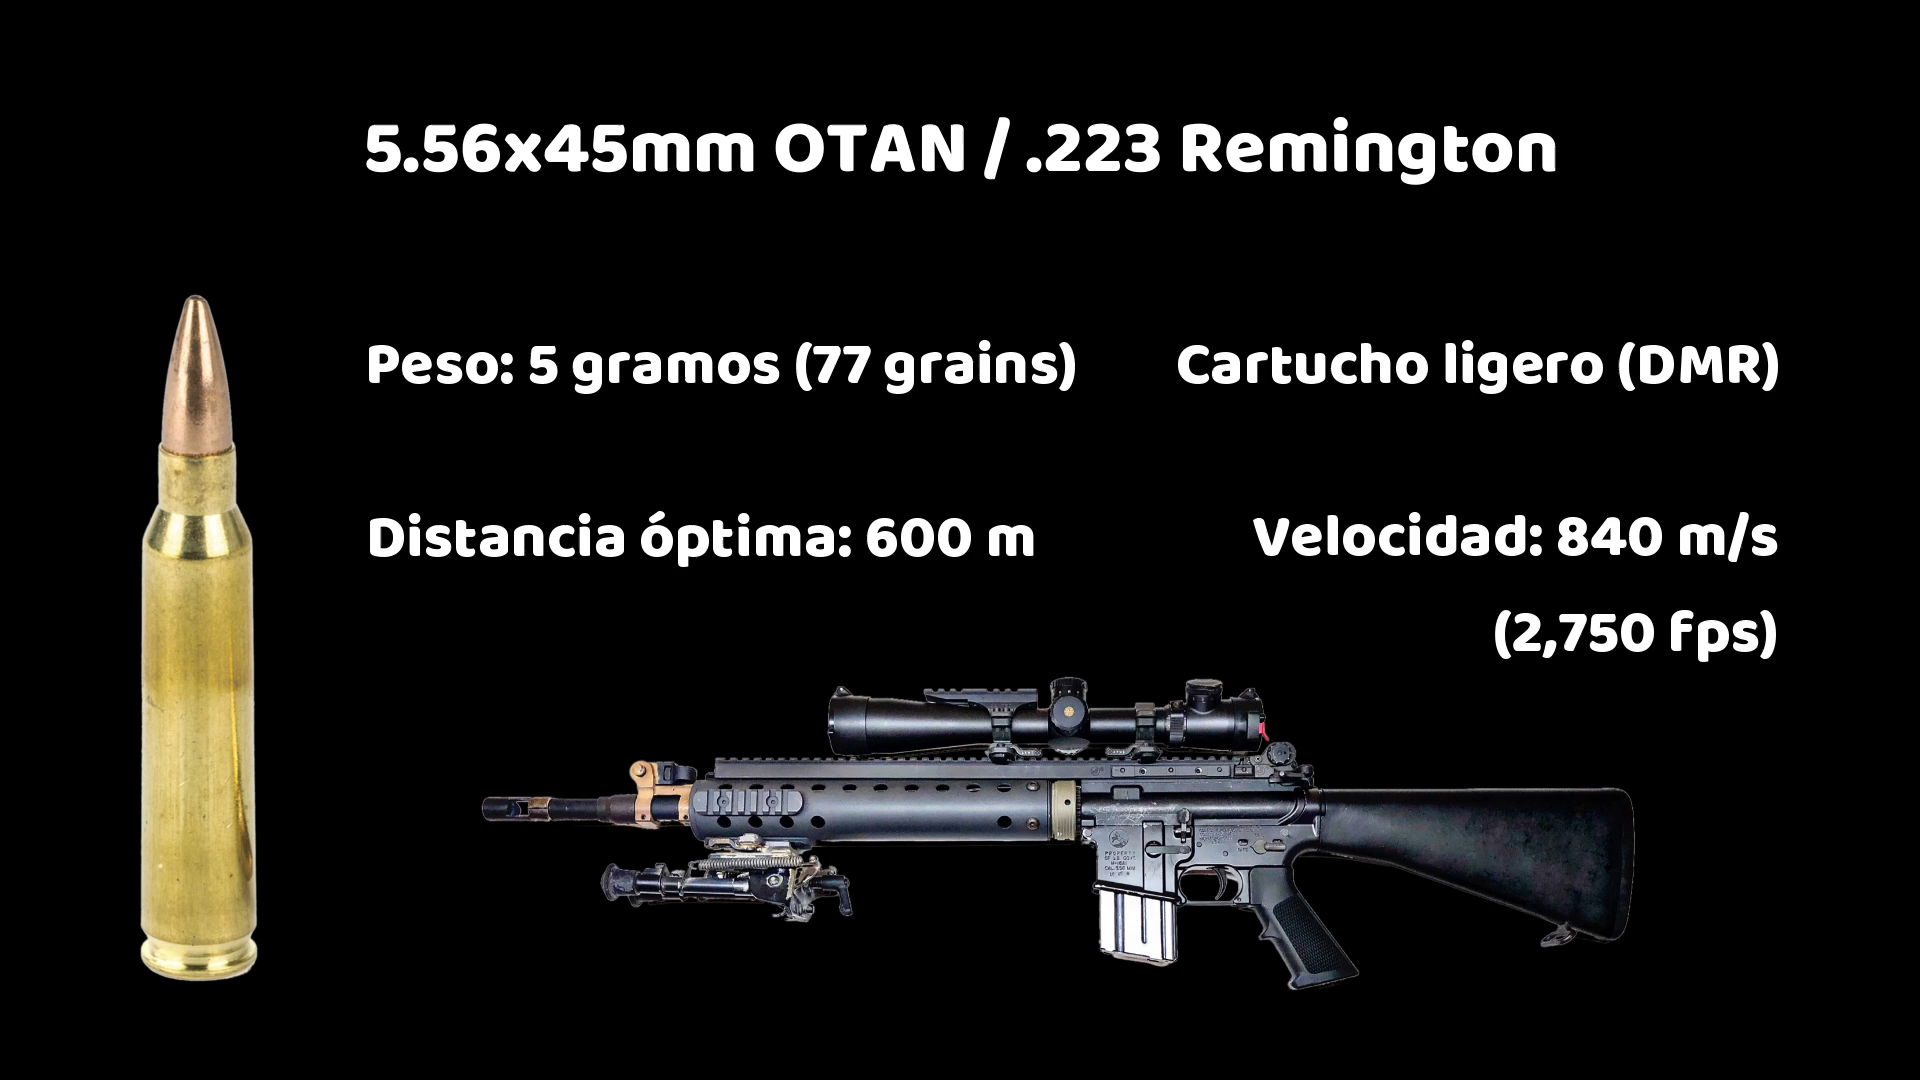 5.56x45mm OTAN / .223 Remington
Peso: 5 gramos (77 grains)
Cartucho ligero (DMR)
Distancia óptima: 600 m
Velocidad: 840 m/s
(2,750 fps)
PROPERTY